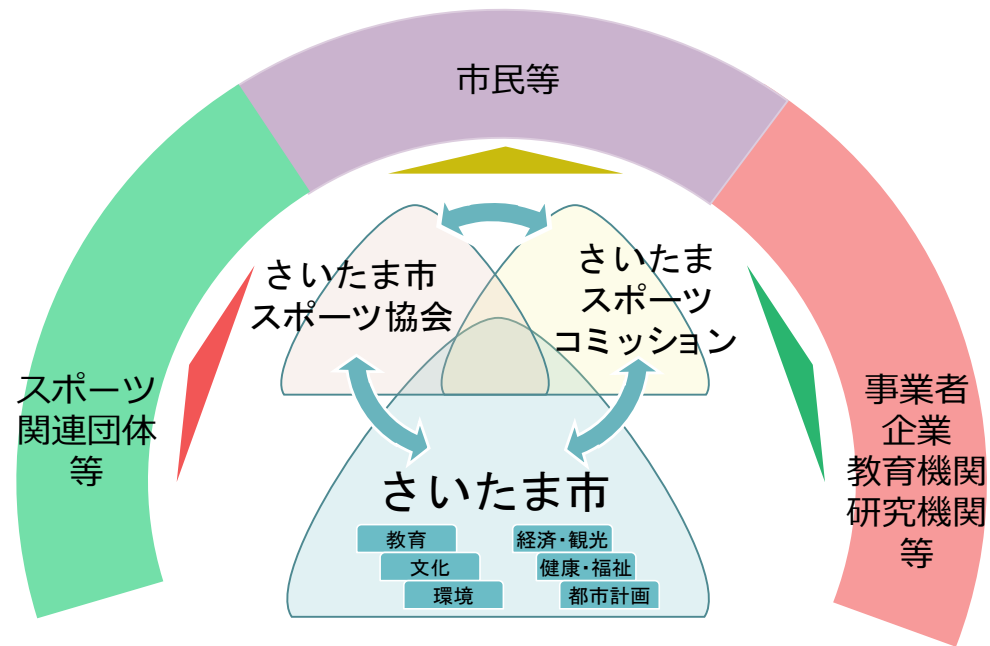 市民等
さいたま市
スポーツ協会
さいたま
スポーツ
コミッション
スポーツ
関連団体
等
事業者
企業
教育機関
研究機関
等
さいたま市
教育
文化
環境
経済・観光
健康・福祉
都市計画